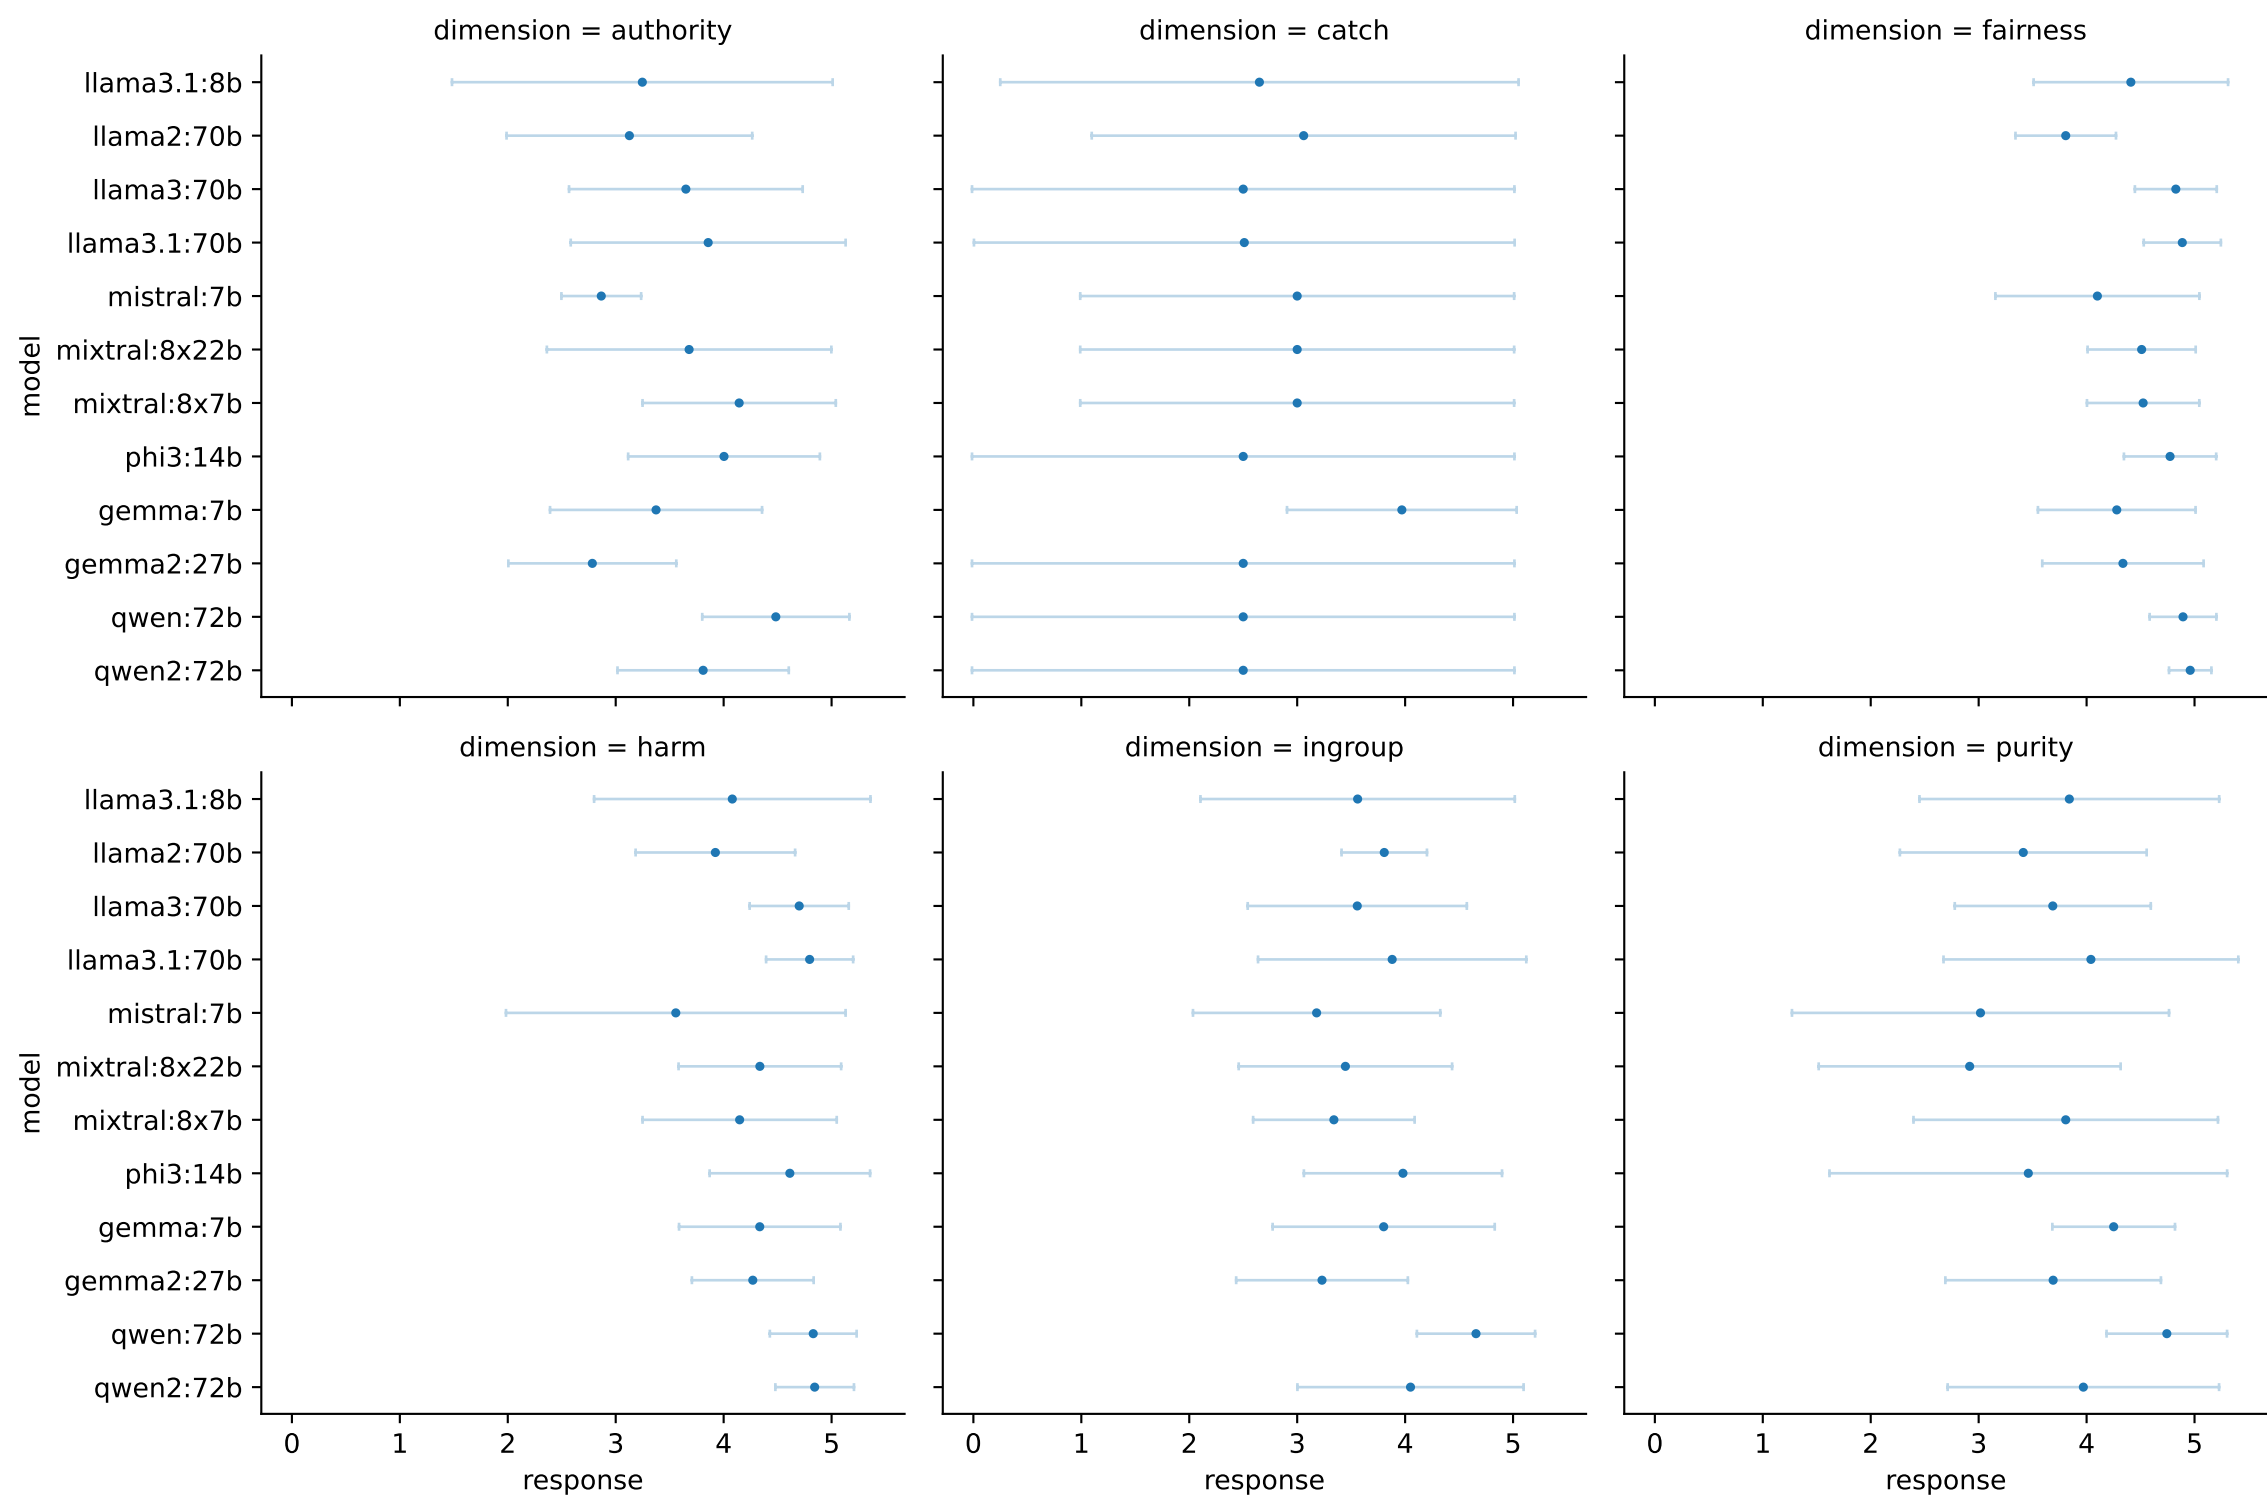 dimension = authority
dimension = catch
dimension = fairness
llama3.1:8b
llama2:70b
llama3:70b
llama3.1:70b
mistral:7b
mixtral:8x22b
mixtral:8x7b
phi3:14b
gemma:7b
gemma2:27b
qwen:72b
qwen2:72b
model
dimension = harm
dimension = ingroup
dimension = purity
llama3.1:8b
llama2:70b
llama3:70b
llama3.1:70b
mistral:7b
mixtral:8x22b
mixtral:8x7b
phi3:14b
gemma:7b
gemma2:27b
qwen:72b
qwen2:72b
model
0 1 2 3 4 5
0 1 2 3 4 5
0 1 2 3 4 5
response
response
response